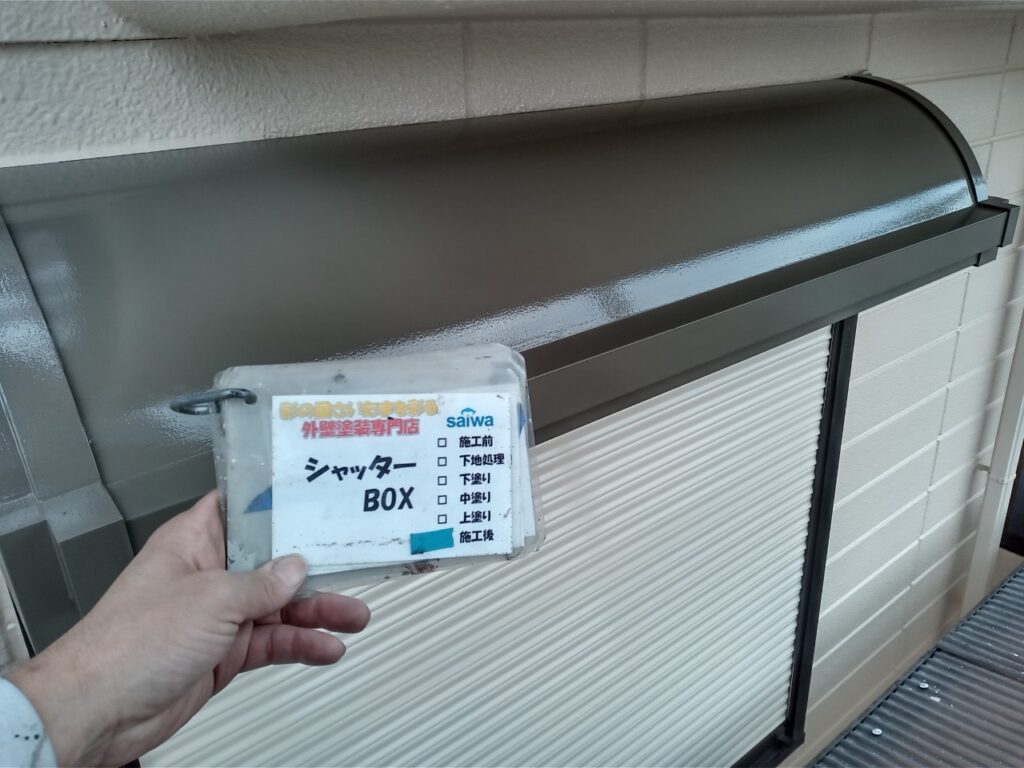 外壁塗装専門店
saiwa
シャッター
BOX
□ 施工前
□ 下地処理
□ 下塗り
□ 中塗り
□ 上塗り
施工後